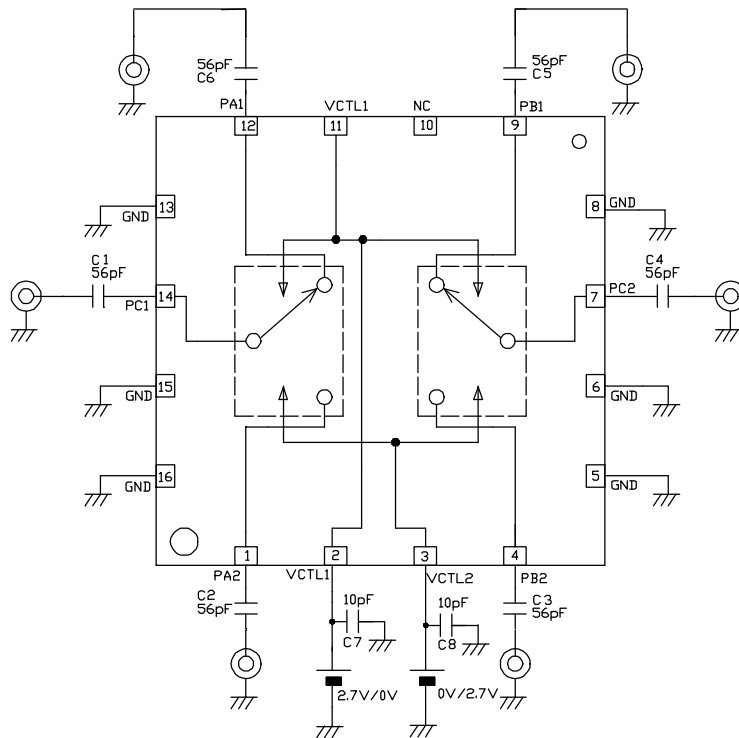 56pF
C6
56pF
C5
PA1
VCTL1
NC
PB1
12
11
10
9
13
GND
8
GND
C1
56pF
14
PC1
7
PC2
C4
56pF
15
GND
6
GND
16
GND
5
GND
1
2
3
4
PA2
VCTL1
VCTL2
PB2
C2
56pF
10pF
C7
10pF
C8
C3
56pF
2.7V/0V
0V/2.7V